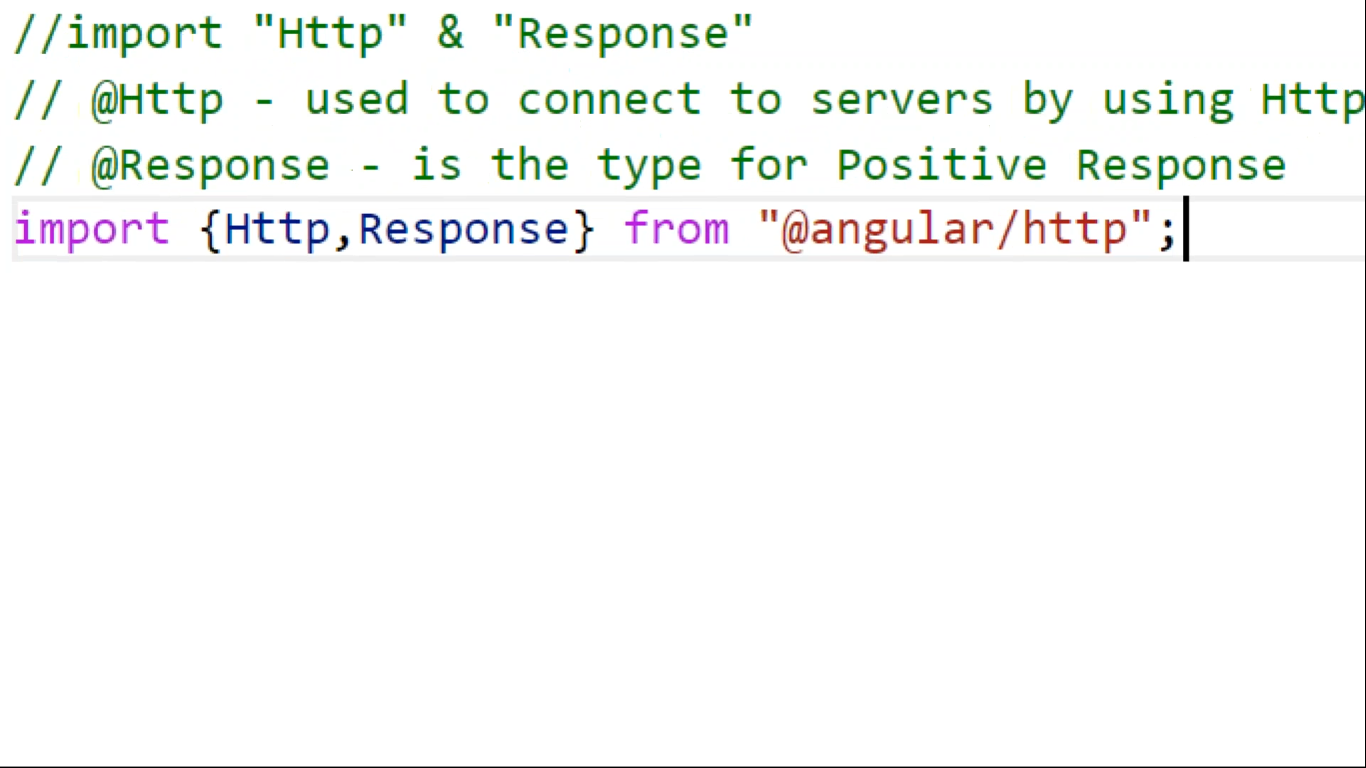 //import "Http" & "Response"
// @Http - used to connect to servers by using Http
// @Response - is the type for Positive Response
import {Http,Response} from "@angular/http";